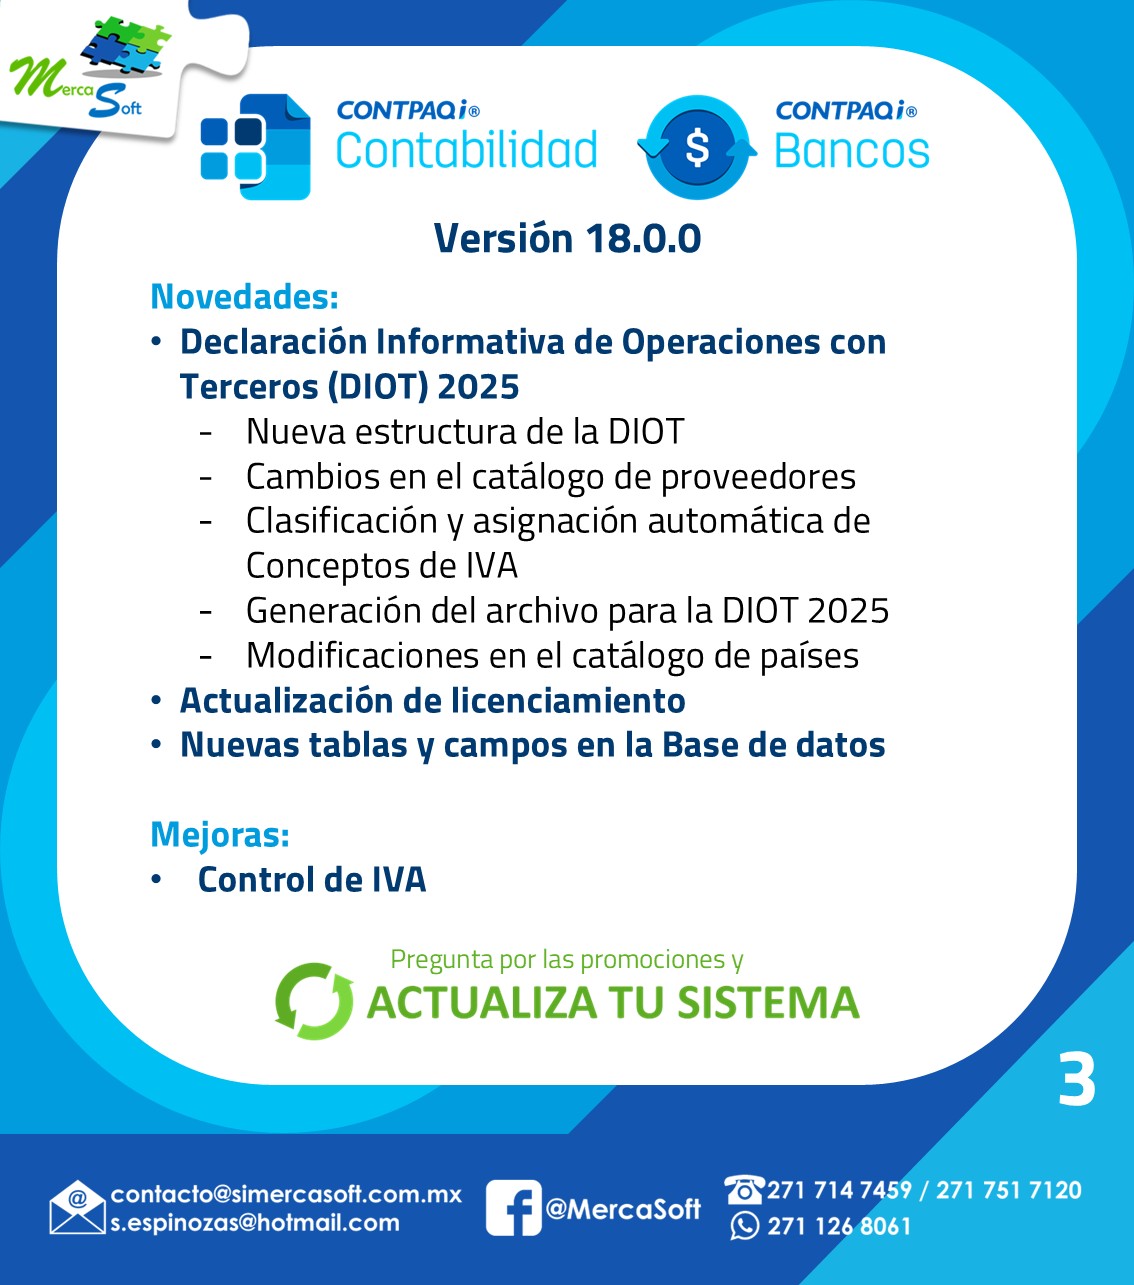 Merca
Soft
CONTPAQi®
Contabilidad
CONTPAQi®
Bancos
Versión 18.0.0
Novedades:
• Declaración Informativa de Operaciones con
Terceros (DIOT) 2025
- Nueva estructura de la DIOT
- Cambios en el catálogo de proveedores
- Clasificación y asignación automática de
Conceptos de IVA
- Generación del archivo para la DIOT 2025
- Modificaciones en el catálogo de países
• Actualización de licenciamiento
• Nuevas tablas y campos en la Base de datos
Mejoras:
• Control de IVA
Pregunta por las promociones y
ACTUALIZA TU SISTEMA
3
contacto@simercasoft.com.mx
s.espinozas@hotmail.com
@MercaSoft
271 714 7459 / 271 751 7120
271 126 8061